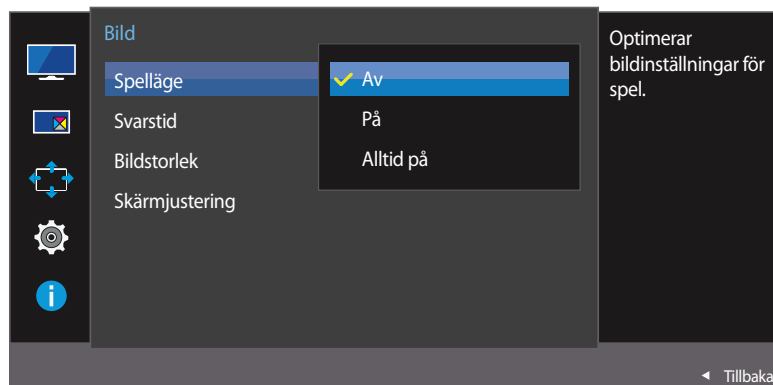 Bild
Spelläge
Av
Svarstid
På
Bildstorlek
Alltid på
Skärmjustering
Optimerar
bildinställningar för
spel.
i
Tillbaka